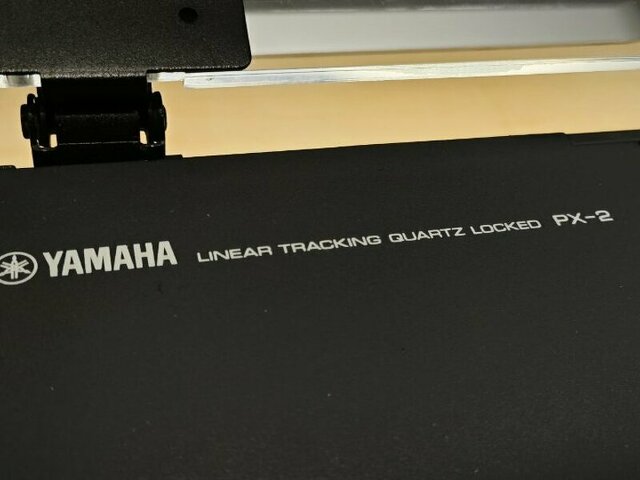 YAMAHA LINEAR TRACKING QUARTZ LOCKED PX-2